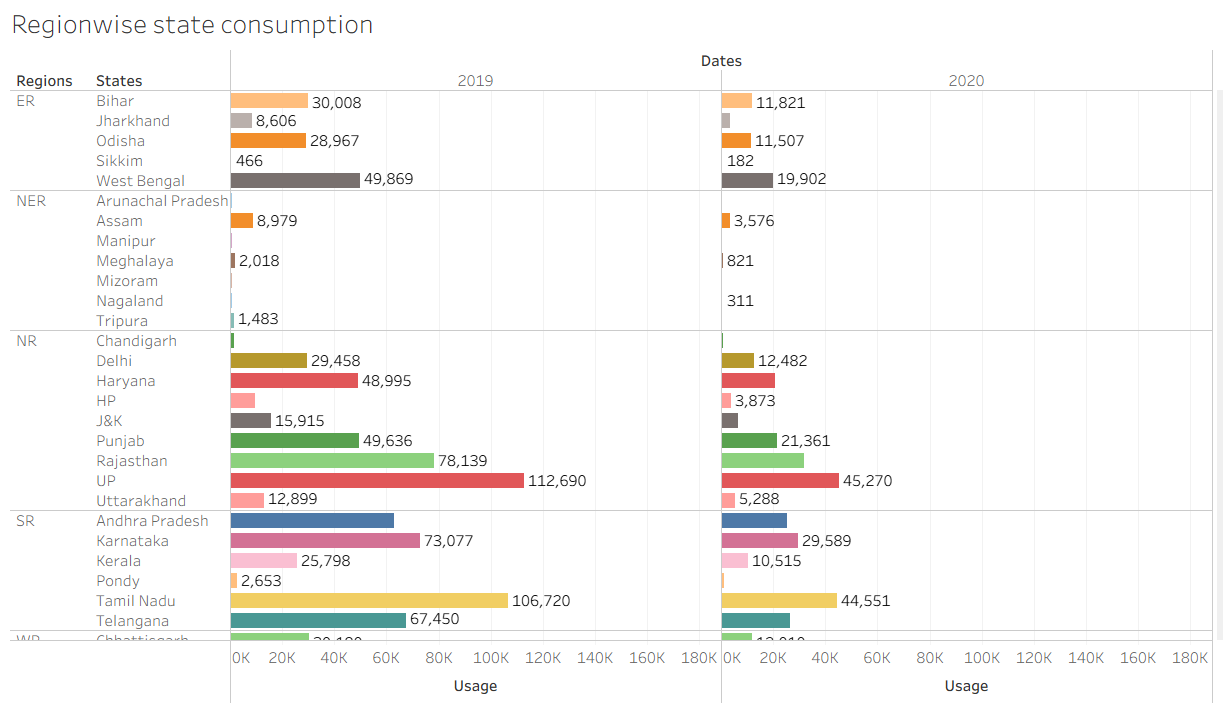 Regionwise state consumption
Dates
Regions States 2019 2020
ER Bihar 30,008 11,821
Jharkhand 8,606
Odisha 28,967 11,507
Sikkim 466 182
West Bengal 49,869 19,902
NER Arunachal Pradesh
Assam 8,979 3,576
Manipur
Meghalaya 2,018 821
Mizoram
Nagaland 311
Tripura 1,483
NR Chandigarh
Delhi 29,458 12,482
Haryana 48,995
HP 3,873
J&K 15,915
Punjab 49,636 21,361
Rajasthan 78,139
UP 112,690 45,270
Uttarakhand 12,899 5,288
SR Andhra Pradesh
Karnataka 73,077 29,589
Kerala 25,798 10,515
Pondy 2,653
Tamil Nadu 106,720 44,551
Telangana 67,450
WR Chhattisgarh
0K 20K 40K 60K 80K 100K 120K 140K 160K 180K 0K 20K 40K 60K 80K 100K 120K 140K 160K 180K
Usage Usage